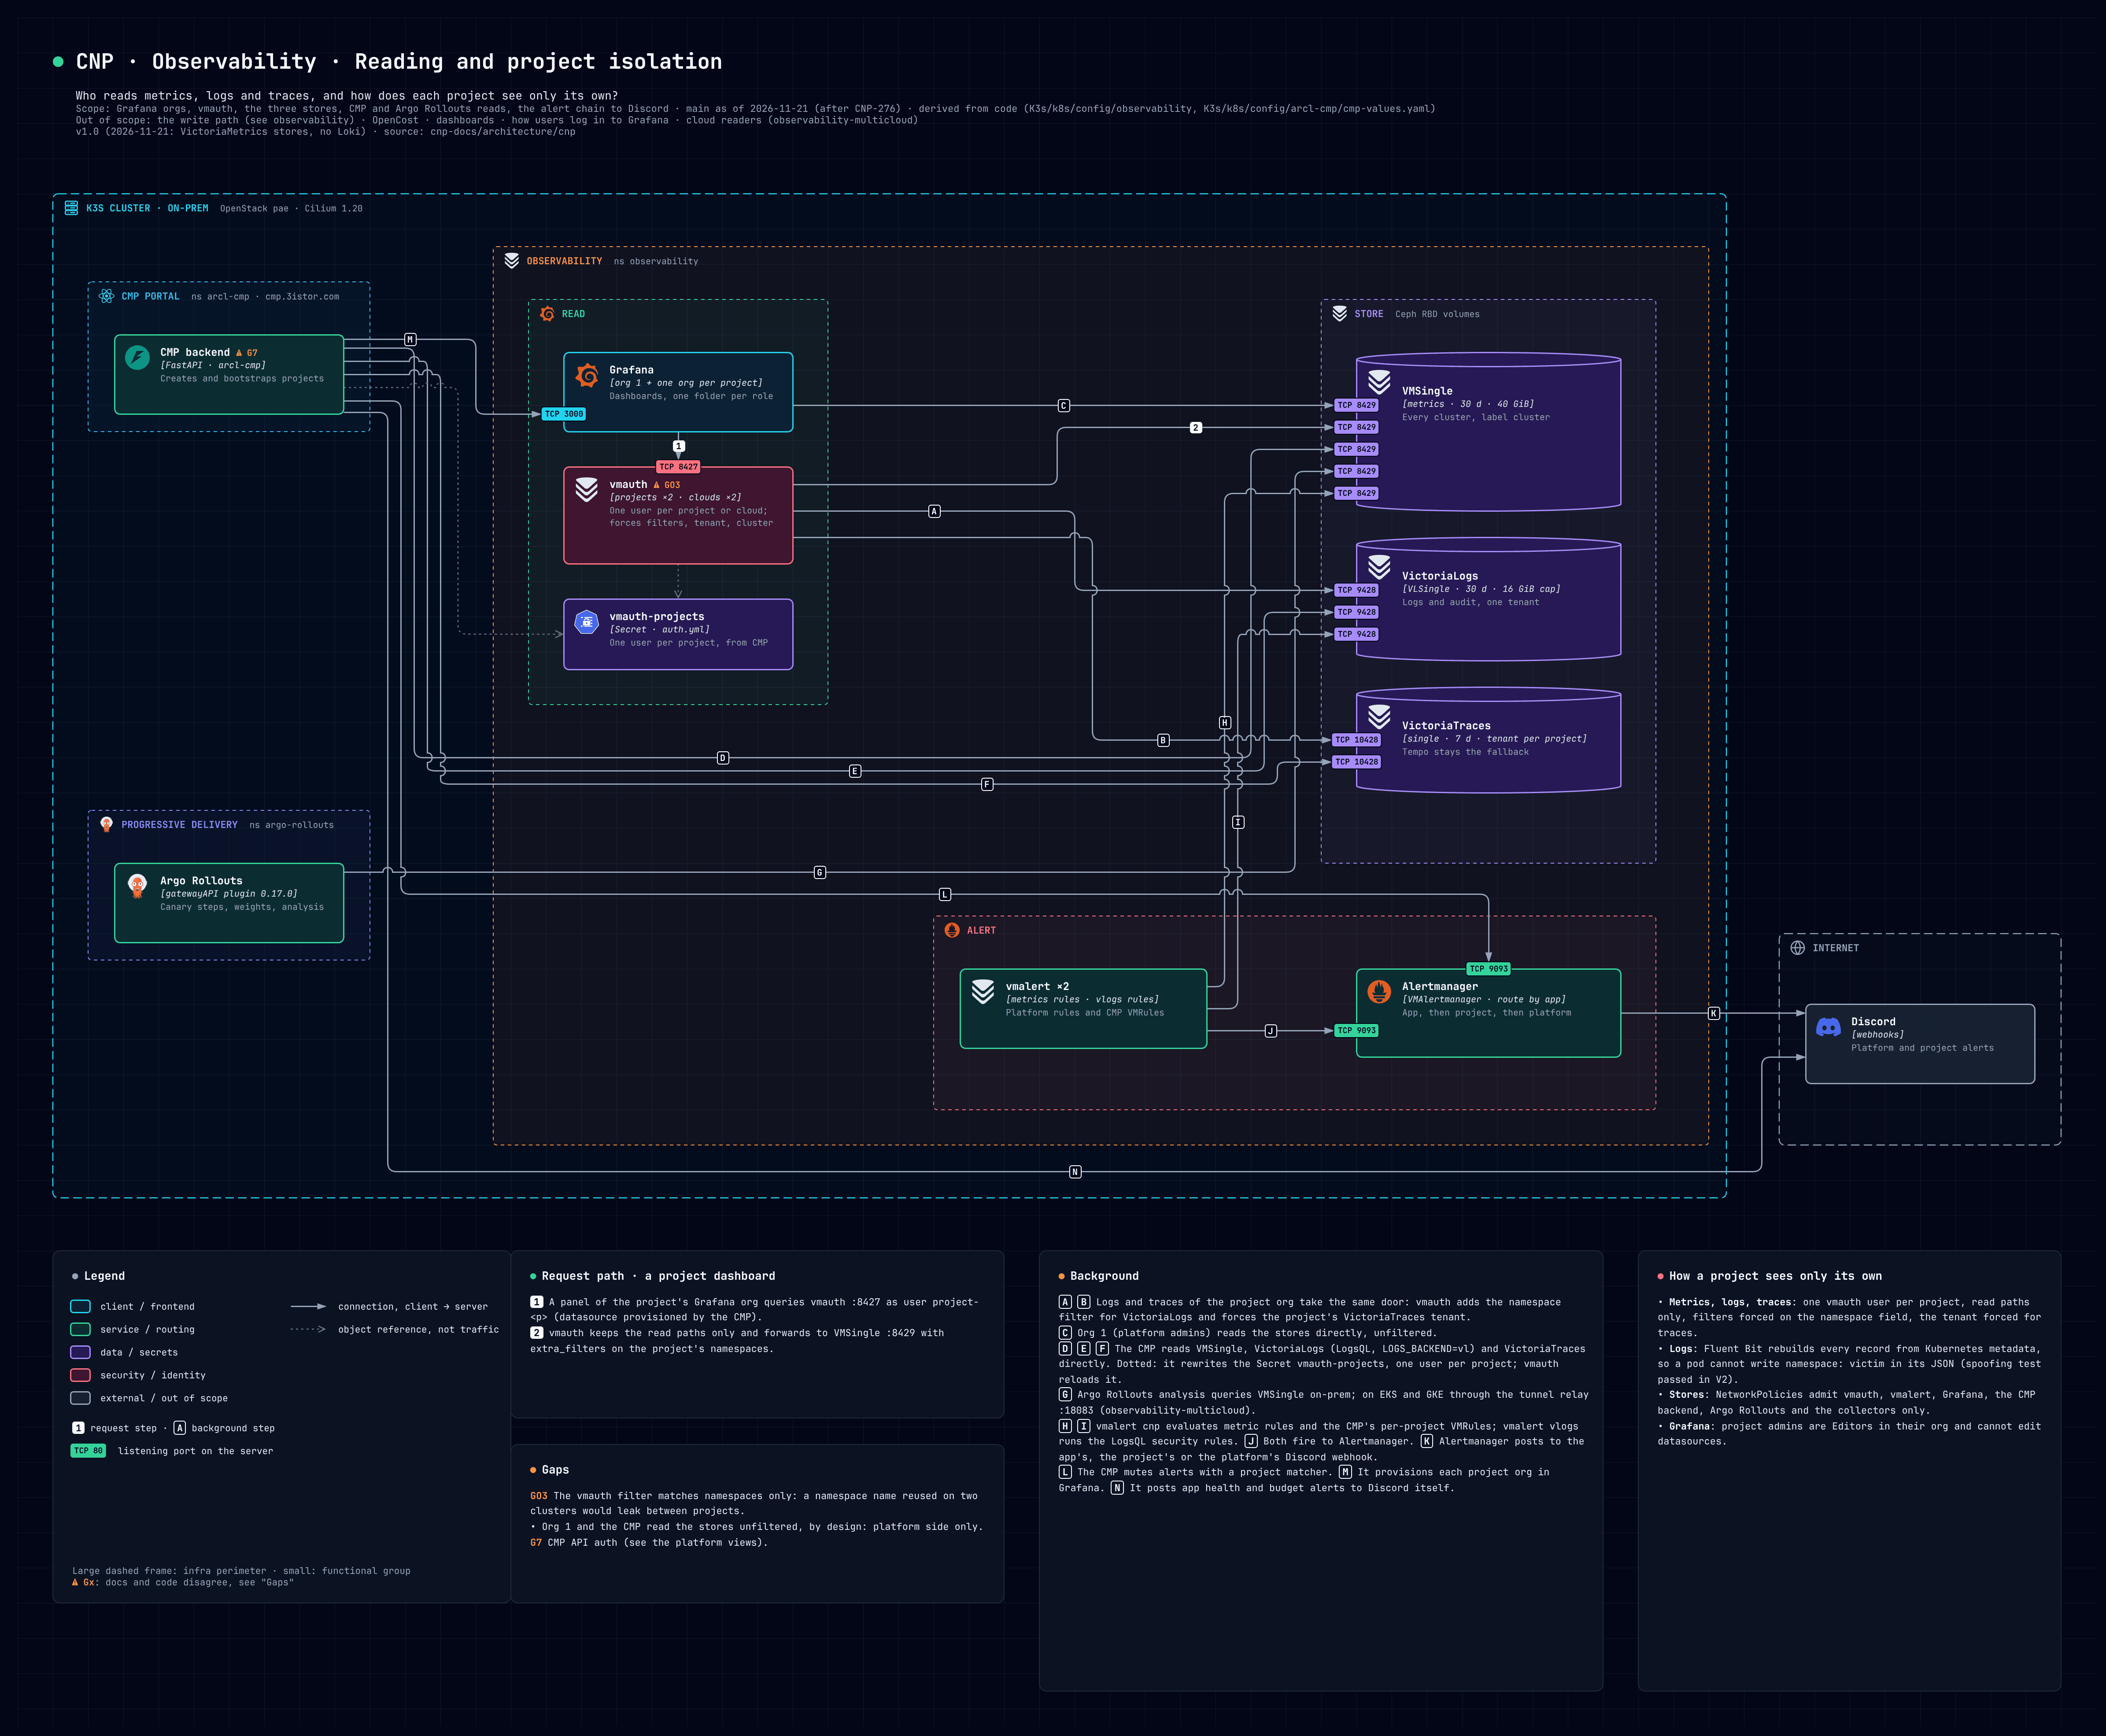 CNP · Observability · Reading and project isolation
Who reads metrics, logs and traces, and how does each project see only its own?
Scope: Grafana orgs, vmauth, the three stores, CMP and Argo Rollouts reads, the alert chain to Discord · main as of 2026-11-21 (after CNP-276) · derived from code (K3s/k8s/config/observability, K3s/k8s/config/arcl-cmp/cmp-values.yaml)
Out of scope: the write path (see observability) · OpenCost · dashboards · how users log in to Grafana · cloud readers (observability-multicloud)
v1.0 (2026-11-21: VictoriaMetrics stores, no Loki) · source: cnp-docs/architecture/cnp
K3S CLUSTER · ON-PREM OpenStack pae · Cilium 1.20
OBSERVABILITY ns observability
CMP PORTAL ns arcl-cmp · cmp.3istor.com
CMP backend G7
[FastAPI · arcl-cmp]
Creates and bootstraps projects
READ
Grafana
[org 1 + one org per project]
Dashboards, one folder per role
TCP 3000
TCP 8427
vmauth GO3
[projects ×2 · clouds ×2]
One user per project or cloud;
forces filters, tenant, cluster
vmauth-projects
[Secret · auth.yml]
One user per project, from CMP
STORE Ceph RBD volumes
VMSingle
[metrics · 30 d · 40 GiB]
Every cluster, label cluster
TCP 8429
TCP 8429
TCP 8429
TCP 8429
TCP 8429
VictoriaLogs
[VLSingle · 30 d · 16 GiB cap]
Logs and audit, one tenant
TCP 9428
TCP 9428
TCP 9428
VictoriaTraces
[single · 7 d · tenant per project]
Tempo stays the fallback
TCP 10428
TCP 10428
M
C
1
2
A
H
B
D
E
F
I
G
L
J
K
N
PROGRESSIVE DELIVERY ns argo-rollouts
Argo Rollouts
[gatewayAPI plugin 0.17.0]
Canary steps, weights, analysis
ALERT
vmalert ×2
[metrics rules · vlogs rules]
Platform rules and CMP VMRules
TCP 9093
TCP 9093
Alertmanager
[VMAlertmanager · route by app]
App, then project, then platform
INTERNET
Discord
[webhooks]
Platform and project alerts
Legend
client / frontend
service / routing
data / secrets
security / identity
external / out of scope
connection, client → server
object reference, not traffic
1 request step · A background step
TCP 80 listening port on the server
Large dashed frame: infra perimeter · small: functional group
Gx: docs and code disagree, see "Gaps"
Request path · a project dashboard
1 A panel of the project's Grafana org queries vmauth :8427 as user project-
<p> (datasource provisioned by the CMP).
2 vmauth keeps the read paths only and forwards to VMSingle :8429 with
extra_filters on the project's namespaces.
Gaps
GO3 The vmauth filter matches namespaces only: a namespace name reused on two
clusters would leak between projects.
• Org 1 and the CMP read the stores unfiltered, by design: platform side only.
G7 CMP API auth (see the platform views).
Background
A B Logs and traces of the project org take the same door: vmauth adds the namespace
filter for VictoriaLogs and forces the project's VictoriaTraces tenant.
C Org 1 (platform admins) reads the stores directly, unfiltered.
D E F The CMP reads VMSingle, VictoriaLogs (LogsQL, LOGS_BACKEND=vl) and VictoriaTraces
directly. Dotted: it rewrites the Secret vmauth-projects, one user per project; vmauth
reloads it.
G Argo Rollouts analysis queries VMSingle on-prem; on EKS and GKE through the tunnel relay
:18083 (observability-multicloud).
H I vmalert cnp evaluates metric rules and the CMP's per-project VMRules; vmalert vlogs
runs the LogsQL security rules. J Both fire to Alertmanager. K Alertmanager posts to the
app's, the project's or the platform's Discord webhook.
L The CMP mutes alerts with a project matcher. M It provisions each project org in
Grafana. N It posts app health and budget alerts to Discord itself.
How a project sees only its own
• Metrics, logs, traces: one vmauth user per project, read paths
only, filters forced on the namespace field, the tenant forced for
traces.
• Logs: Fluent Bit rebuilds every record from Kubernetes metadata,
so a pod cannot write namespace: victim in its JSON (spoofing test
passed in V2).
• Stores: NetworkPolicies admit vmauth, vmalert, Grafana, the CMP
backend, Argo Rollouts and the collectors only.
• Grafana: project admins are Editors in their org and cannot edit
datasources.